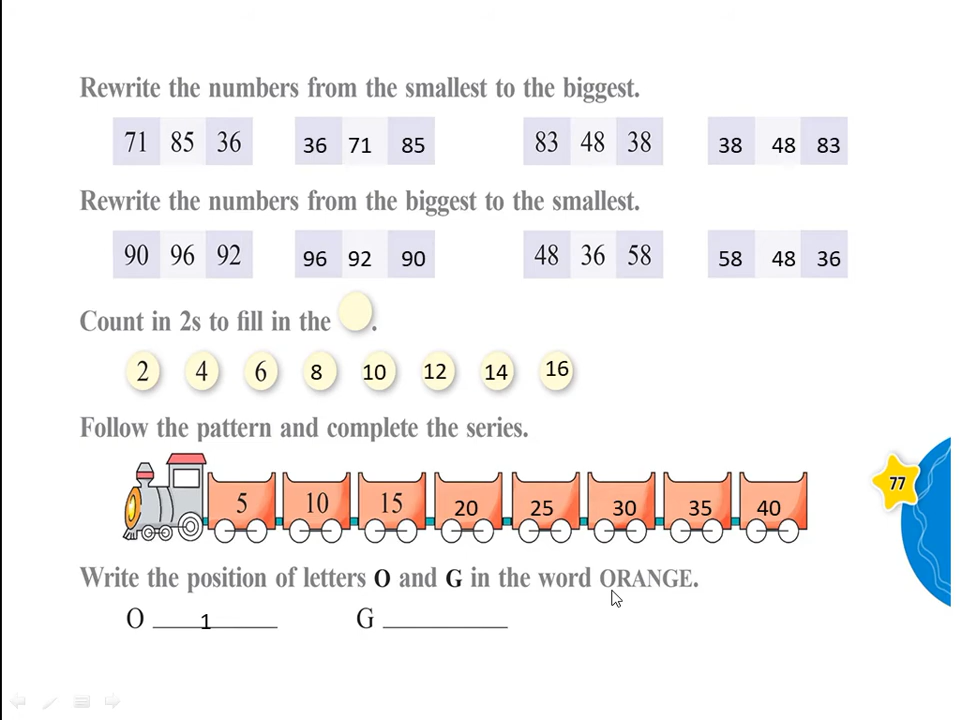 Rewrite the numbers from the smallest to the biggest.
71 85 36 36 71 85 83 48 38 38 48 83
Rewrite the numbers from the biggest to the smallest.
90 96 92 96 92 90 48 36 58 58 48 36
Count in 2s to fill in the .
2 4 6 8 10 12 14 16
Follow the pattern and complete the series.
5 10 15 20 25 30 35 40
77
Write the position of letters O and G in the word ORANGE.
O 1 G